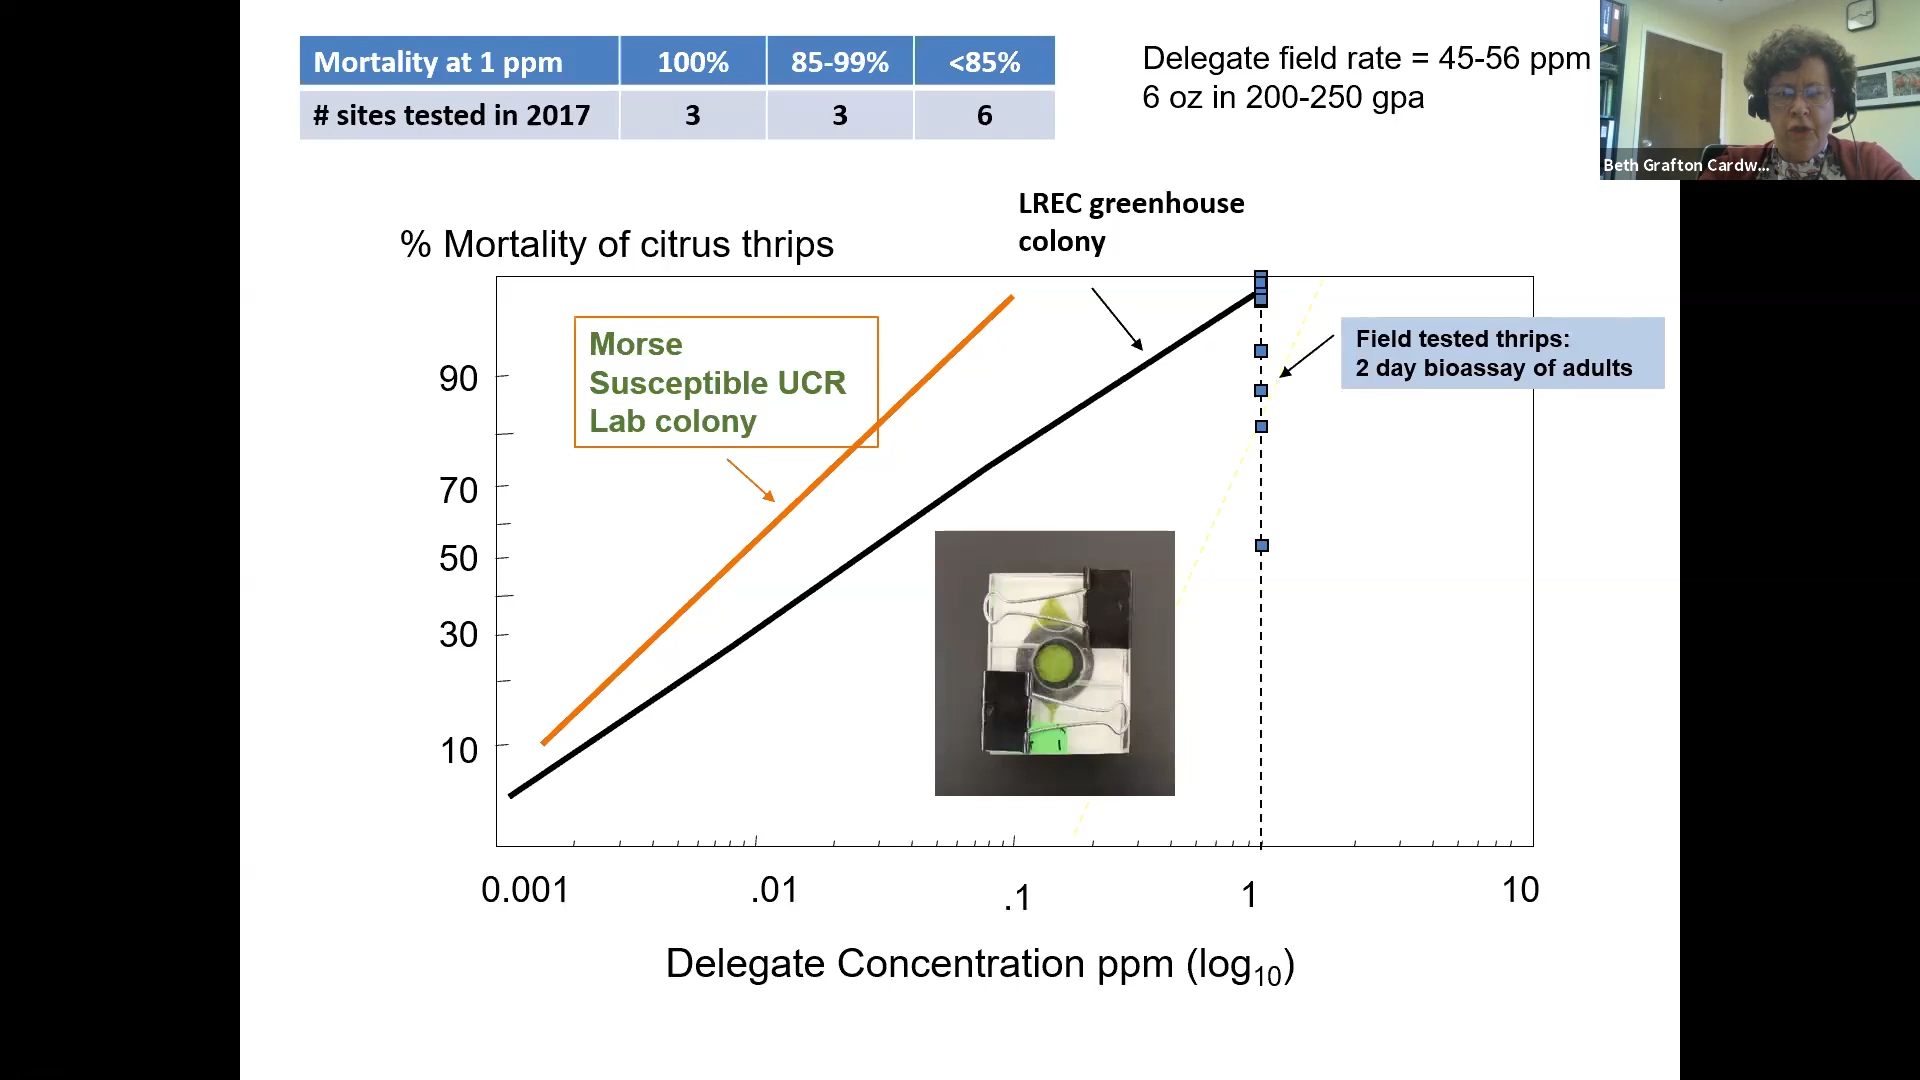 Mortality at 1 ppm 100% 85-99% <85%
# sites tested in 2017 3 3 6
Delegate field rate = 45-56 ppm
6 oz in 200-250 gpa
Beth Grafton Cardw...
LREC greenhouse
colony
% Mortality of citrus thrips
Morse
Susceptible UCR
Lab colony
Field tested thrips:
2 day bioassay of adults
90
70
50
30
10
0.001 .01 .1 1 10
Delegate Concentration ppm (log10)